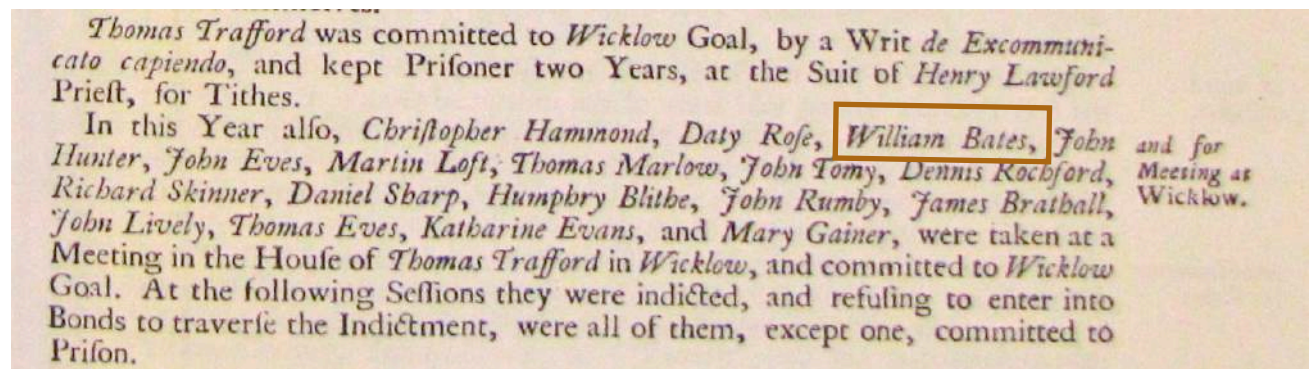 Thomas Trafford was committed to Wicklow Goal, by a Writ de Excommuni-
cato capiendo, and kept Priſoner two Years, at the Suit of Henry Lawford
Prieſt, for Tithes.
In this Year alſo, Chriſtopher Hammond, Daty Roſe, William Bates, John
Hunter, John Eves, Martin Loft, Thomas Marlow, John Tomy, Dennis Rochford,
Richard Skinner, Daniel Sharp, Humphry Blithe, John Rumby, James Brathall,
John Lively, Thomas Eves, Katharine Evans, and Mary Gainer, were taken at a
Meeting in the Houſe of Thomas Trafford in Wicklow, and committed to Wicklow
Goal. At the following Seſſions they were indicted, and refuſing to enter into
Bonds to traverſe the Indictment, were all of them, except one, committed to
Priſon.
and for
Meeting at
Wicklow.